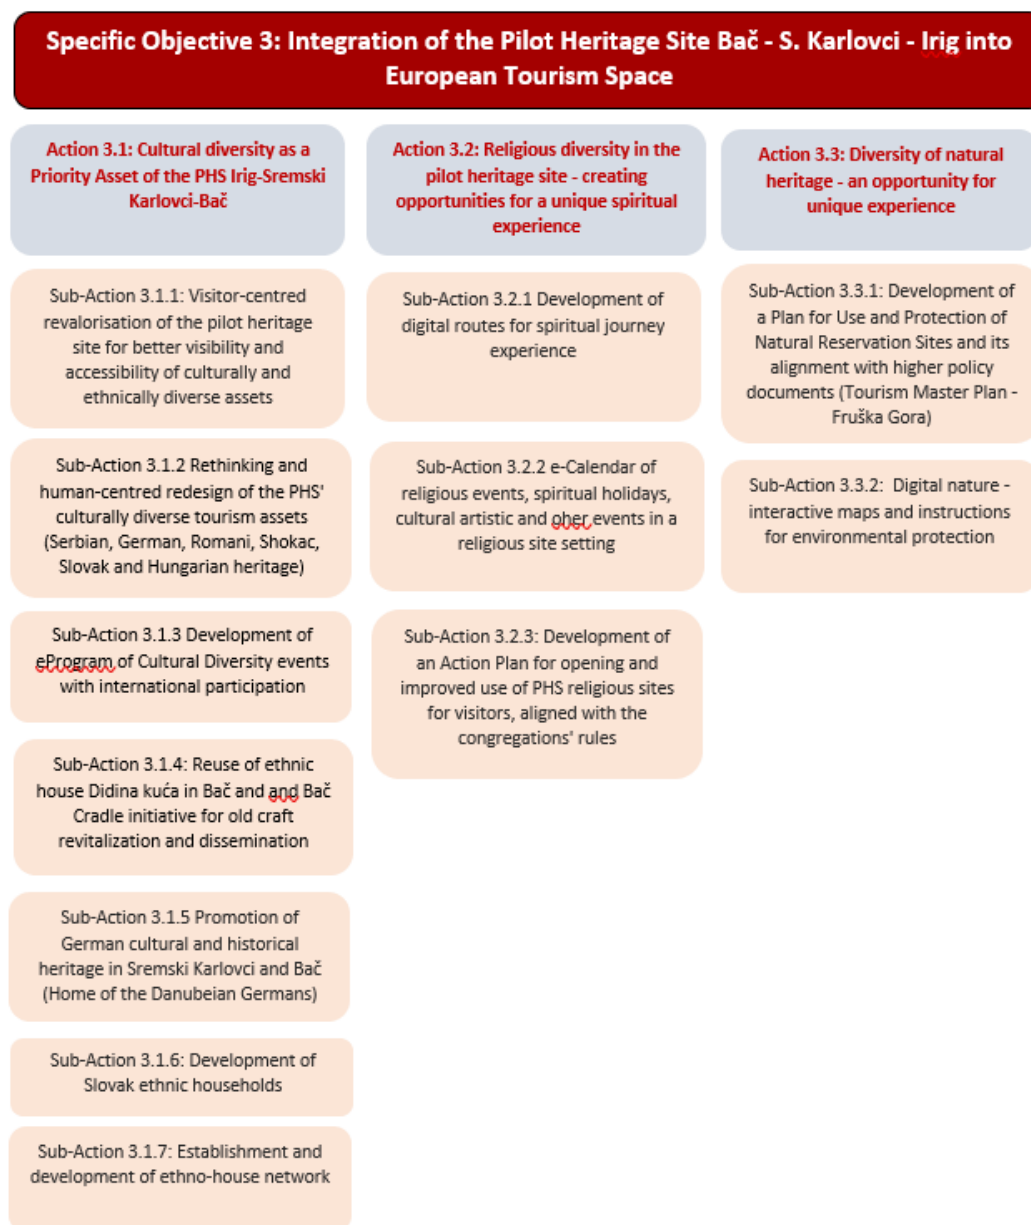 Specific Objective 3: Integration of the Pilot Heritage Site Bač - S. Karlovci - Irig into
European Tourism Space
Action 3.1: Cultural diversity as a
Priority Asset of the PHS Irig-Sremski
Karlovci-Bač
Sub-Action 3.1.1: Visitor-centred
revalorisation of the pilot heritage
site for better visibility and
accessibility of culturally and
ethnically diverse assets
Sub-Action 3.1.2 Rethinking and
human-centred redesign of the PHS'
culturally diverse tourism assets
(Serbian, German, Romani, Shokac,
Slovak and Hungarian heritage)
Sub-Action 3.1.3 Development of
eProgram of Cultural Diversity events
with international participation
Sub-Action 3.1.4: Reuse of ethnic
house Didina kuća in Bač and and Bač
Cradle initiative for old craft
revitalization and dissemination
Sub-Action 3.1.5 Promotion of
German cultural and historical
heritage in Sremski Karlovci and Bač
(Home of the Danubeian Germans)
Sub-Action 3.1.6: Development of
Slovak ethnic households
Sub-Action 3.1.7: Establishment and
development of ethno-house network
Action 3.2: Religious diversity in the
pilot heritage site - creating
opportunities for a unique spiritual
experience
Sub-Action 3.2.1 Development of
digital routes for spiritual journey
experience
Sub-Action 3.2.2 e-Calendar of
religious events, spiritual holidays,
cultural artistic and oher events in a
religious site setting
Sub-Action 3.2.3: Development of
an Action Plan for opening and
improved use of PHS religious sites
for visitors, aligned with the
congregations' rules
Action 3.3: Diversity of natural
heritage - an opportunity for
unique experience
Sub-Action 3.3.1: Development of
a Plan for Use and Protection of
Natural Reservation Sites and its
alignment with higher policy
documents (Tourism Master Plan -
Fruška Gora)
Sub-Action 3.3.2: Digital nature -
interactive maps and instructions
for environmental protection